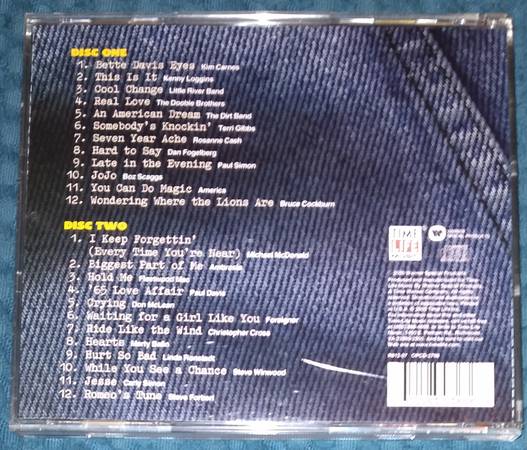 DISC ONE
1. Bette Davis Eyes Kim Carnes
2. This Is It Kenny Loggins
3. Cool Change Little River Band
4. Real Love The Doobie Brothers
5. An American Dream The Dirt Band
6. Somebody's Knockin' Terri Gibbs
7. Seven Year Ache Rosanne Cash
8. Hard to Say Dan Fogelberg
9. Late in the Evening Paul Simon
10. JoJo Boz Scaggs
11. You Can Do Magic America
12. Wondering Where the Lions Are Bruce Cockburn
DISC TWO
1. I Keep Forgettin'
(Every Time You're Near) Michael McDonald
2. Biggest Part of Me Ambrosia
3. Hold Me Fleetwood Mac
4. '65 Love Affair Paul Davis
5. Crying Don McLean
6. Waiting for a Girl Like You Foreigner
7. Ride Like the Wind Christopher Cross
8. Hearts Marty Balin
9. Hurt So Bad Linda Ronstadt
10. While You See a Chance Steve Winwood
11. Jesse Carly Simon
12. Romeo's Tune Steve Forbert
TIME
LIFE
MUSIC